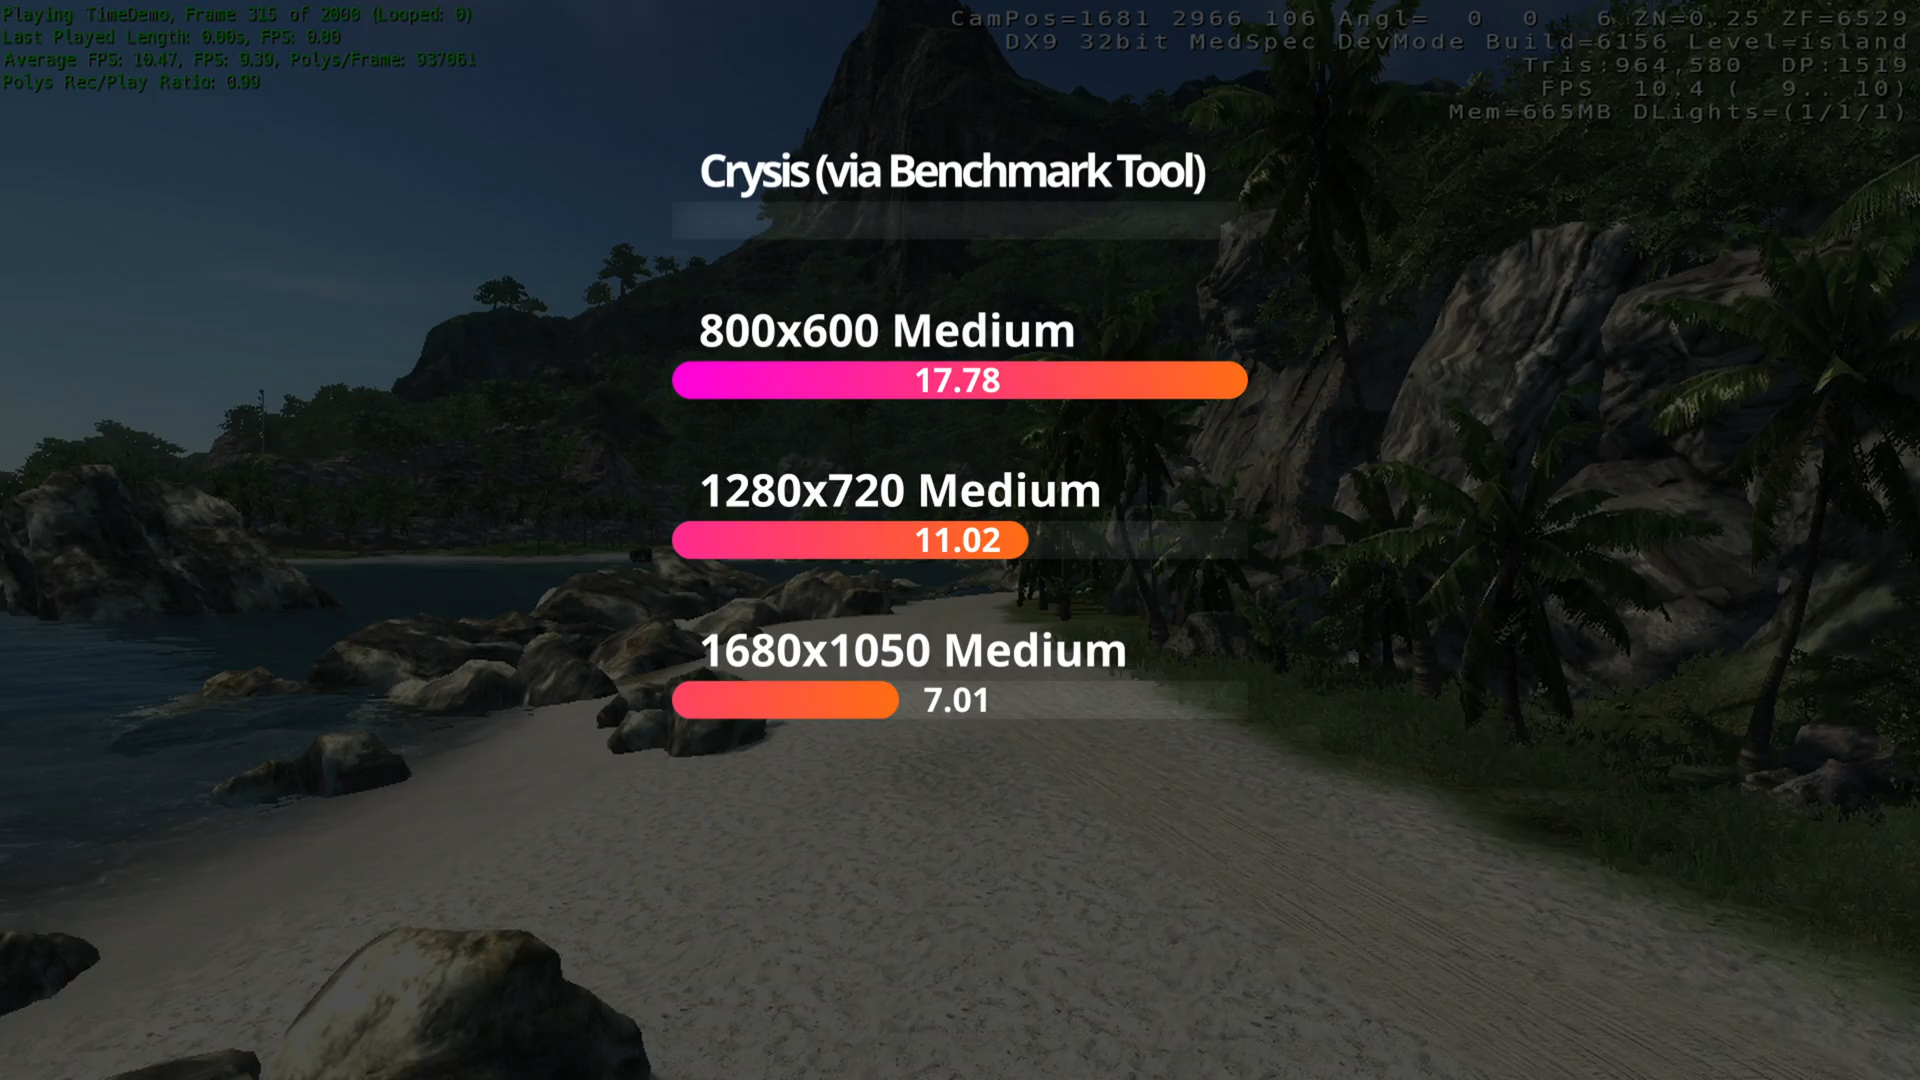 Playing TimeDemo, Frame 315 of 2000 (Looped: 0)
Last Played Length: 0.00s, FPS: 0.00
Average FPS: 10.47, FPS: 9.39, Polys/Frame: 937061
Polys Rec/Play Ratio: 0.99
CamPos=1681 2966 106 Angl= 0 0 6 ZN=0.25 ZF=6529
DX9 32bit MedSpec DevMode Build=6156 Level=island
Tris:964,580 DP:1519
FPS 10.4 ( 9.. 10)
Mem=665MB DLights=(1/1/1)
Crysis (via Benchmark Tool)
800x600 Medium
17.78
1280x720 Medium
11.02
1680x1050 Medium
7.01